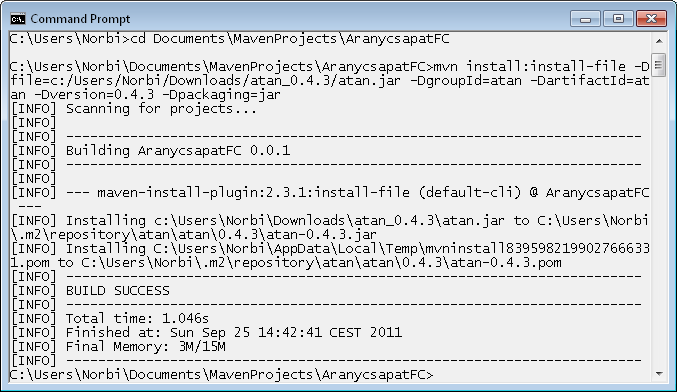 Command Prompt
C:\Users\Norbi>cd Documents\MavenProjects\AranycsapatFC
C:\Users\Norbi\Documents\MavenProjects\AranycsapatFC>mvn install:install-file -D
file=c:/Users/Norbi/Downloads/atan_0.4.3/atan.jar -DgroupId=atan -DartifactId=at
an -Dversion=0.4.3 -Dpackaging=jar
[INFO] Scanning for projects...
[INFO]
[INFO] ------------------------------------------------------------------------
[INFO] Building AranycsapatFC 0.0.1
[INFO] ------------------------------------------------------------------------
[INFO]
[INFO] --- maven-install-plugin:2.3.1:install-file (default-cli) @ AranycsapatFC
---
[INFO] Installing c:\Users\Norbi\Downloads\atan_0.4.3\atan.jar to C:\Users\Norbi
\.m2\repository\atan\atan\0.4.3\atan-0.4.3.jar
[INFO] Installing C:\Users\Norbi\AppData\Local\Temp\mvninstall839598219902766633
1.pom to C:\Users\Norbi\.m2\repository\atan\atan\0.4.3\atan-0.4.3.pom
[INFO] ------------------------------------------------------------------------
[INFO] BUILD SUCCESS
[INFO] ------------------------------------------------------------------------
[INFO] Total time: 1.046s
[INFO] Finished at: Sun Sep 25 14:42:41 CEST 2011
[INFO] Final Memory: 3M/15M
[INFO] ------------------------------------------------------------------------
C:\Users\Norbi\Documents\MavenProjects\AranycsapatFC>